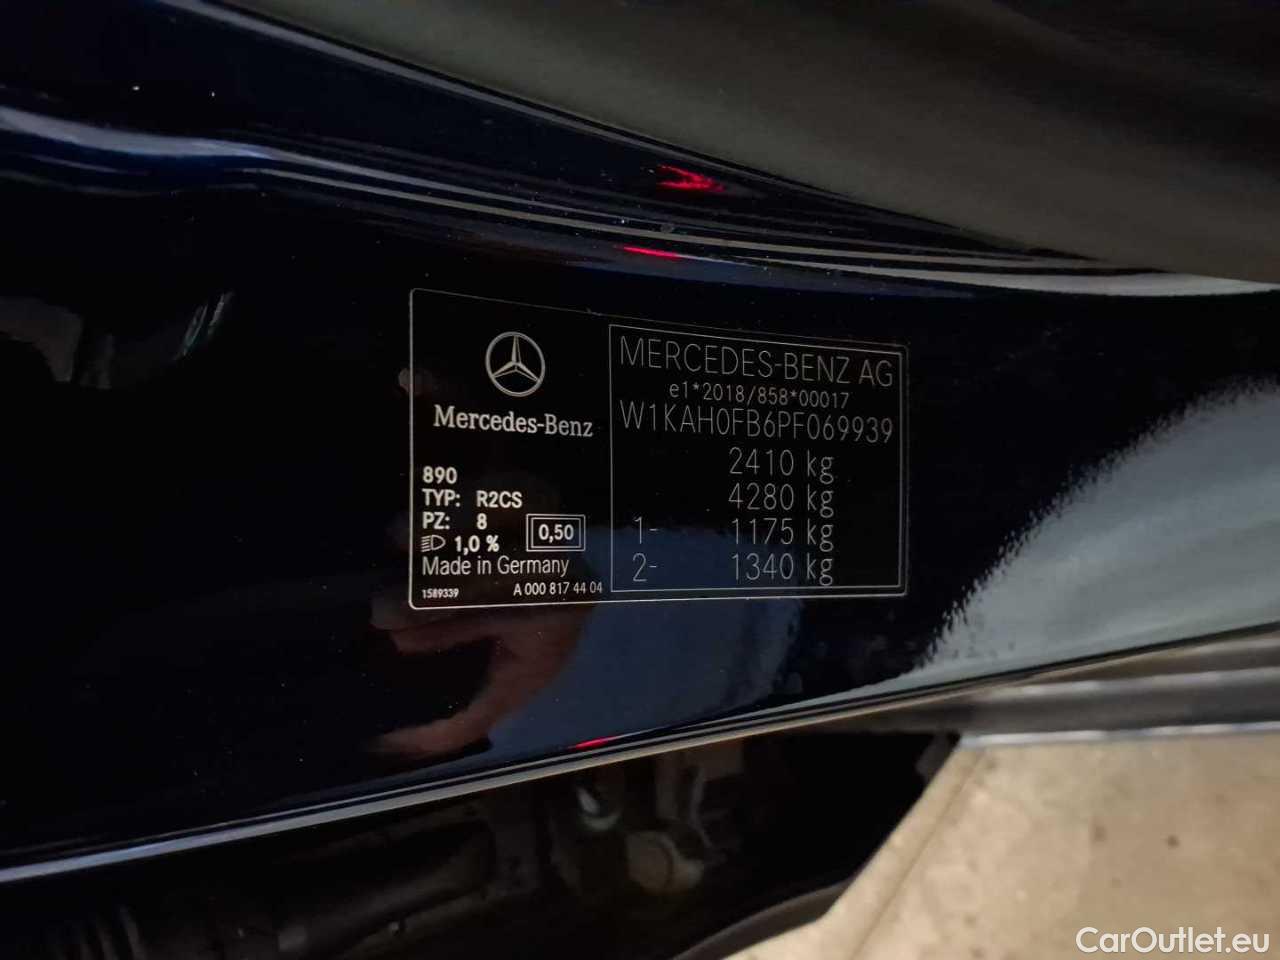 Mercedes-Benz
890
TYP: R2CS
PZ: 8
1,0 % 0,50
Made in Germany
1589339 A 000 817 44 04
MERCEDES-BENZ AG
e1*2018/858*00017
W1KAH0FB6PF069939
2410 kg
4280 kg
1- 1175 kg
2- 1340 kg
CarOutlet.eu